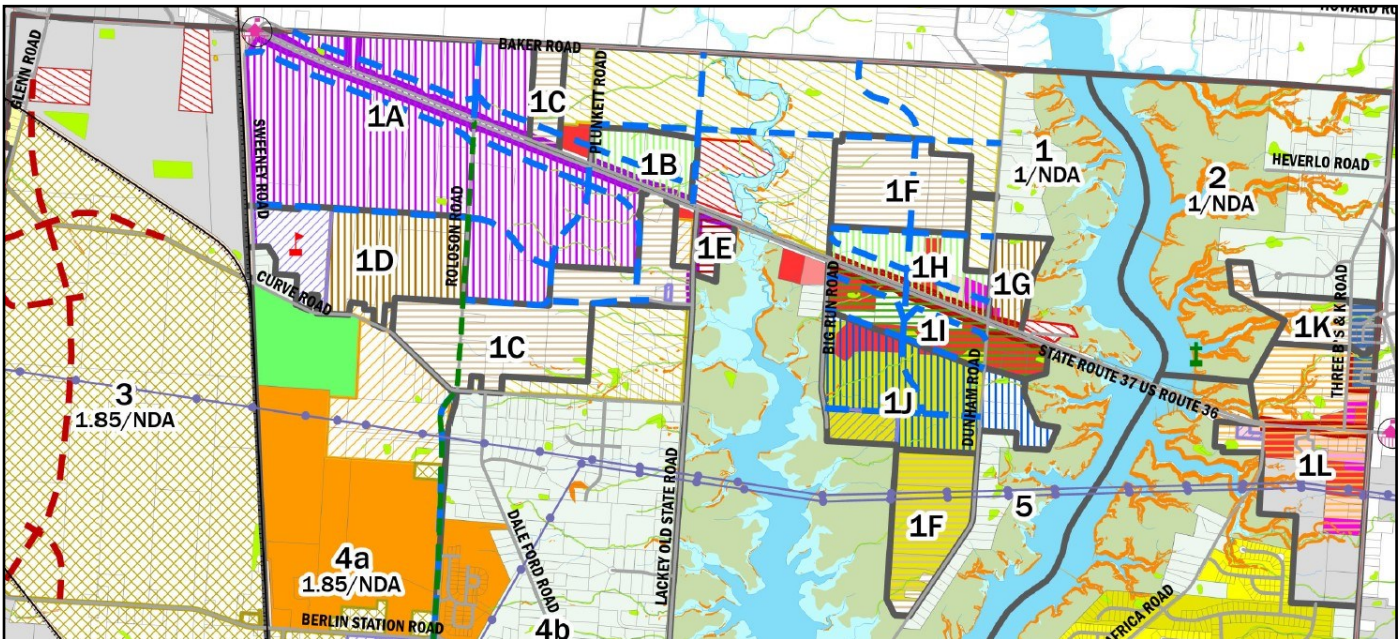 HOWARD RO
GLENN ROAD
BAKER ROAD
PLUNKETT ROAD
1C
1A
SWEENEY ROAD
1B
1
1/NDA
2
1/NDA
HEVERLO ROAD
1F
ROLOSON ROAD
1D
1E
1H
1G
CURVE ROAD
BIG RUN ROAD
1I
1K
THREE B'S & K ROAD
1C
STATE ROUTE 37 US ROUTE 36
DUNHAM ROAD
3
1.85/NDA
1J
1L
LACKEY OLD STATE ROAD
5
DALE FORD ROAD
1F
4a
1.85/NDA
BERLIN STATION ROAD
4b
AFRICA ROAD